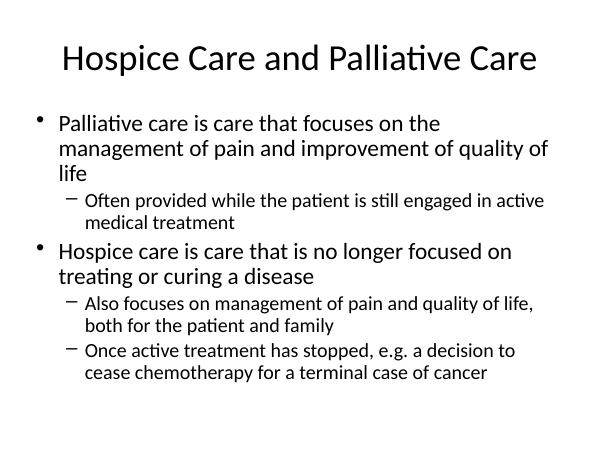 Hospice Care and Palliative Care
• Palliative care is care that focuses on the
management of pain and improvement of quality of
life
– Often provided while the patient is still engaged in active
medical treatment
• Hospice care is care that is no longer focused on
treating or curing a disease
– Also focuses on management of pain and quality of life,
both for the patient and family
– Once active treatment has stopped, e.g. a decision to
cease chemotherapy for a terminal case of cancer